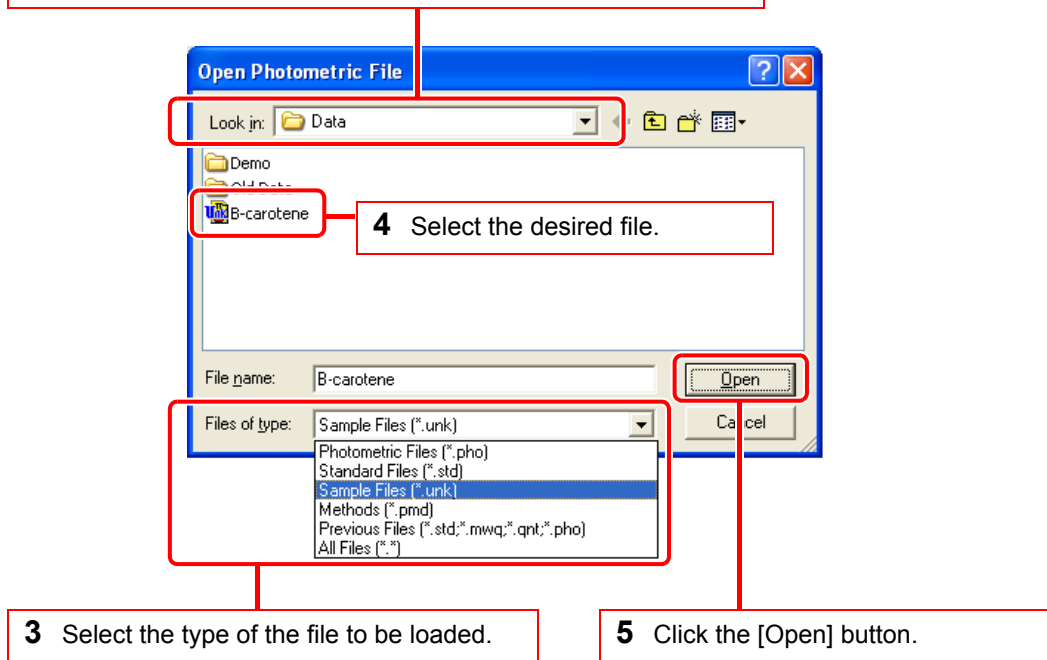 Open Photometric File
Look in: Data
Demo
Old Data
B-carotene
4 Select the desired file.
File name: B-carotene
Open
Files of type: Sample Files (*.unk)
Cancel
Photometric Files (*.pho)
Standard Files (*.std)
Sample Files (*.unk)
Methods (*.pmd)
Previous Files (*.std;*.mwq;*.qnt;*.pho)
All Files (*.*)
3 Select the type of the file to be loaded.
5 Click the [Open] button.